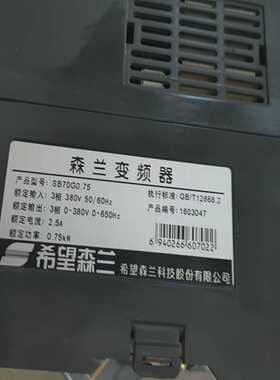 森兰变频器
产品型号：SB70G0.75
执行标准：GB/T12668.2
额定输入：3相 380V 50/60Hz
产品编号：1603047
额定输出：3相 0-380V 0-650Hz
额定电流：2.5A
额定功率：0.75kW
6 940266 607022
希望森兰
希望森兰科技股份有限公司